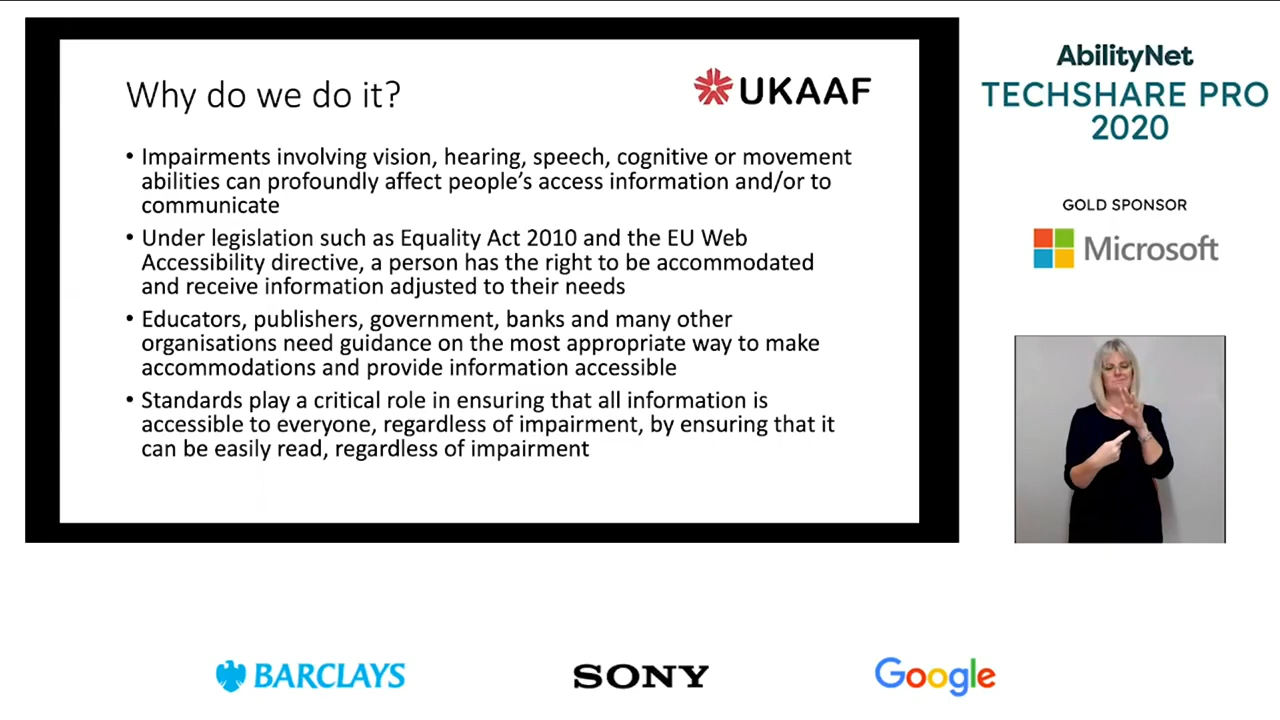 Why do we do it?
UKAAF
• Impairments involving vision, hearing, speech, cognitive or movement
abilities can profoundly affect people’s access information and/or to
communicate
• Under legislation such as Equality Act 2010 and the EU Web
Accessibility directive, a person has the right to be accommodated
and receive information adjusted to their needs
• Educators, publishers, government, banks and many other
organisations need guidance on the most appropriate way to make
accommodations and provide information accessible
• Standards play a critical role in ensuring that all information is
accessible to everyone, regardless of impairment, by ensuring that it
can be easily read, regardless of impairment
AbilityNet
TECHSHARE PRO
2020
GOLD SPONSOR
Microsoft
BARCLAYS
SONY
Google